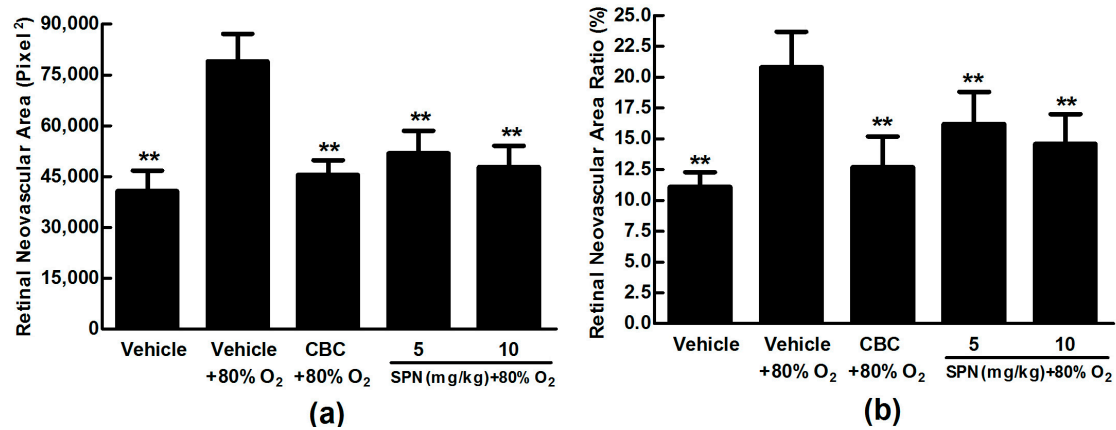 Retinal Neovascular Area (Pixel²)
90,000
75,000
60,000
45,000
30,000
15,000
0
**
**
**
**
Vehicle
Vehicle
+80% O₂
CBC
+80% O₂
5
10
SPN(mg/kg)+80% O₂
(a)
Retinal Neovascular Area Ratio (%)
25.0
22.5
20.0
17.5
15.0
12.5
10.0
7.5
5.0
2.5
0.0
**
**
**
**
Vehicle
Vehicle
+80% O₂
CBC
+80% O₂
5
10
SPN(mg/kg)+80% O₂
(b)